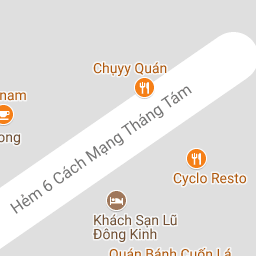 Chụyy Quán
nam
ong
Hẻm 6 Cách Mạng Tháng Tám
Cyclo Resto
Khách Sạn Lũ
Đông Kinh
Quán Bánh Cuốn Lá